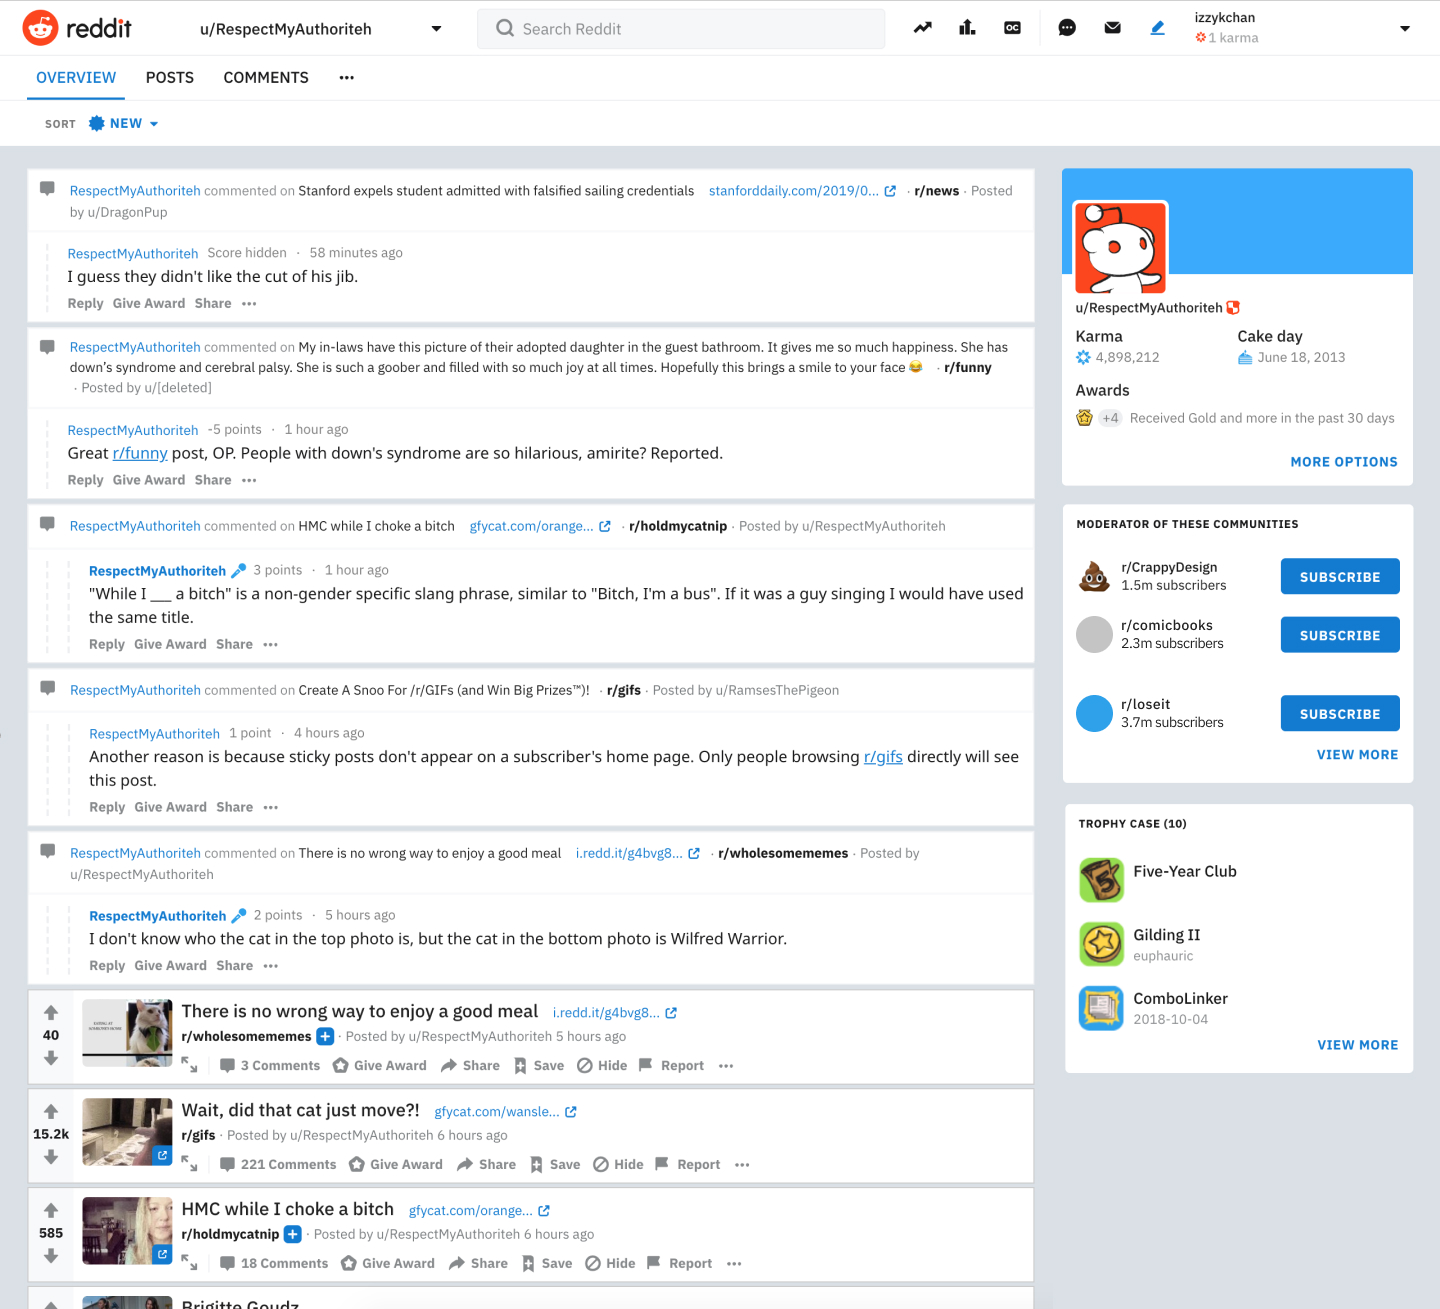 reddit
u/RespectMyAuthoriteh
Search Reddit
OC
izzykchan
1 karma
OVERVIEW POSTS COMMENTS
SORT NEW
RespectMyAuthoriteh commented on Stanford expels student admitted with falsified sailing credentials stanforddaily.com/2019/0... · r/news · Posted
by u/DragonPup
RespectMyAuthoriteh Score hidden · 58 minutes ago
I guess they didn't like the cut of his jib.
Reply Give Award Share
RespectMyAuthoriteh commented on My in-laws have this picture of their adopted daughter in the guest bathroom. It gives me so much happiness. She has
down's syndrome and cerebral palsy. She is such a goober and filled with so much joy at all times. Hopefully this brings a smile to your face 😂 · r/funny
· Posted by u/[deleted]
RespectMyAuthoriteh -5 points · 1 hour ago
Great r/funny post, OP. People with down's syndrome are so hilarious, amirite? Reported.
Reply Give Award Share
RespectMyAuthoriteh commented on HMC while I choke a bitch gfycat.com/orange... · r/holdmycatnip · Posted by u/RespectMyAuthoriteh
RespectMyAuthoriteh 3 points · 1 hour ago
"While I ___ a bitch" is a non-gender specific slang phrase, similar to "Bitch, I'm a bus". If it was a guy singing I would have used
the same title.
Reply Give Award Share
RespectMyAuthoriteh commented on Create A Snoo For /r/GIFs (and Win Big Prizes™)! · r/gifs · Posted by u/RamsesThePigeon
RespectMyAuthoriteh 1 point · 4 hours ago
Another reason is because sticky posts don't appear on a subscriber's home page. Only people browsing r/gifs directly will see
this post.
Reply Give Award Share
RespectMyAuthoriteh commented on There is no wrong way to enjoy a good meal i.redd.it/g4bvg8... · r/wholesomememes · Posted by
u/RespectMyAuthoriteh
RespectMyAuthoriteh 2 points · 5 hours ago
I don't know who the cat in the top photo is, but the cat in the bottom photo is Wilfred Warrior.
Reply Give Award Share
There is no wrong way to enjoy a good meal i.redd.it/g4bvg8...
40
r/wholesomememes · Posted by u/RespectMyAuthoriteh 5 hours ago
3 Comments Give Award Share Save Hide Report
Wait, did that cat just move?! gfycat.com/wansle...
15.2k
r/gifs · Posted by u/RespectMyAuthoriteh 6 hours ago
221 Comments Give Award Share Save Hide Report
HMC while I choke a bitch gfycat.com/orange...
585
r/holdmycatnip · Posted by u/RespectMyAuthoriteh 6 hours ago
18 Comments Give Award Share Save Hide Report
Brigitte Goudz
u/RespectMyAuthoriteh
Karma Cake day
4,898,212 June 18, 2013
Awards
+4 Received Gold and more in the past 30 days
MORE OPTIONS
MODERATOR OF THESE COMMUNITIES
r/CrappyDesign
1.5m subscribers
SUBSCRIBE
r/comicbooks
2.3m subscribers
SUBSCRIBE
r/loseit
3.7m subscribers
SUBSCRIBE
VIEW MORE
TROPHY CASE (10)
5
Five-Year Club
Gilding II
euphauric
ComboLinker
2018-10-04
VIEW MORE